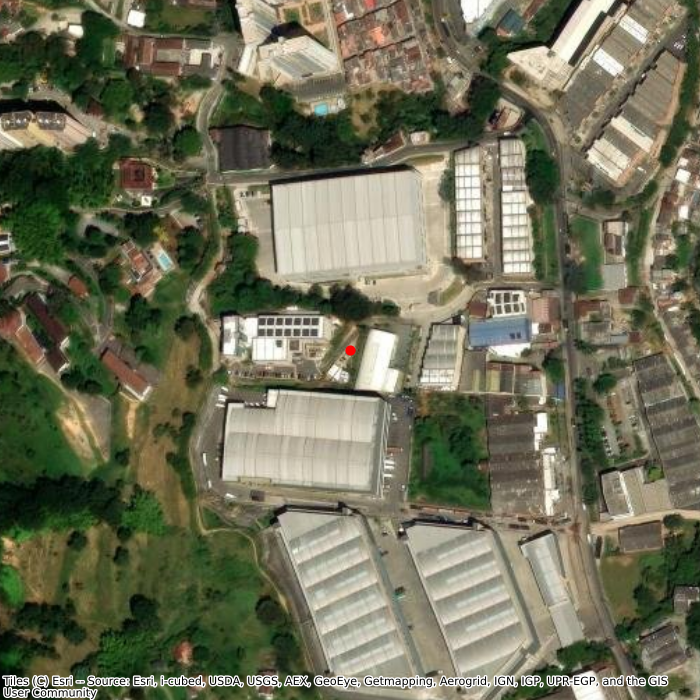 Tiles (C) Esri -- Source: Esri, i-cubed, USDA, USGS, AEX, GeoEye, Getmapping, Aerogrid, IGN, IGP, UPR-EGP, and the GIS
User Community